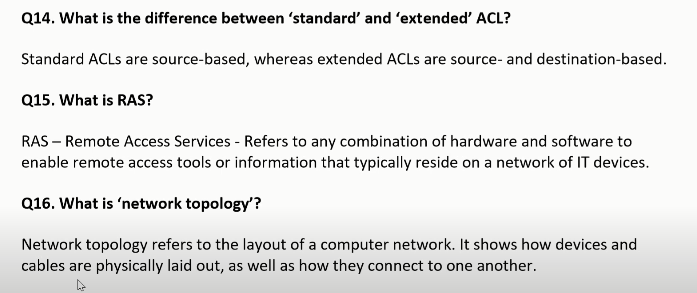 Q14. What is the difference between ‘standard’ and ‘extended’ ACL?
Standard ACLs are source-based, whereas extended ACLs are source- and destination-based.
Q15. What is RAS?
RAS – Remote Access Services - Refers to any combination of hardware and software to
enable remote access tools or information that typically reside on a network of IT devices.
Q16. What is ‘network topology’?
Network topology refers to the layout of a computer network. It shows how devices and
cables are physically laid out, as well as how they connect to one another.